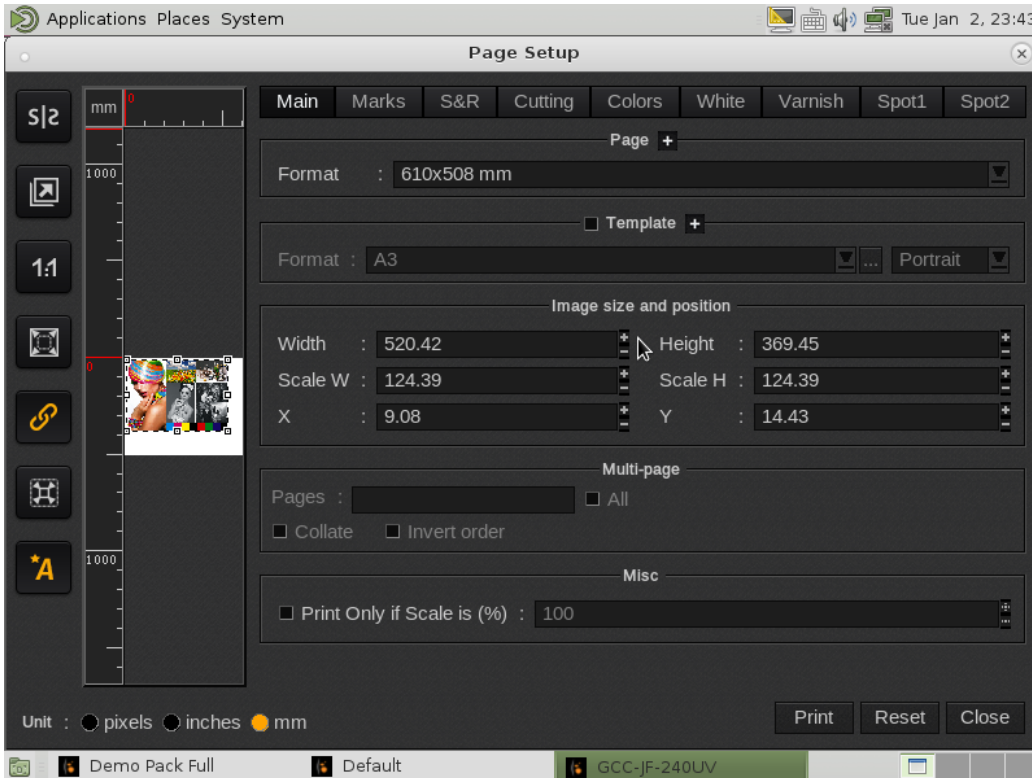 Applications Places System
Tue Jan 2, 23:43
Page Setup
mm
0
1000
0
1000
S|S
1:1
*A
Main Marks S&R Cutting Colors White Varnish Spot1 Spot2
Page +
Format : 610x508 mm
Template +
Format : A3 ... Portrait
Image size and position
Width : 520.42 Height : 369.45
Scale W : 124.39 Scale H : 124.39
X : 9.08 Y : 14.43
Multi-page
Pages : All
Collate Invert order
Misc
Print Only if Scale is (%) : 100
Unit : pixels inches mm
Print Reset Close
Demo Pack Full Default GCC-JF-240UV